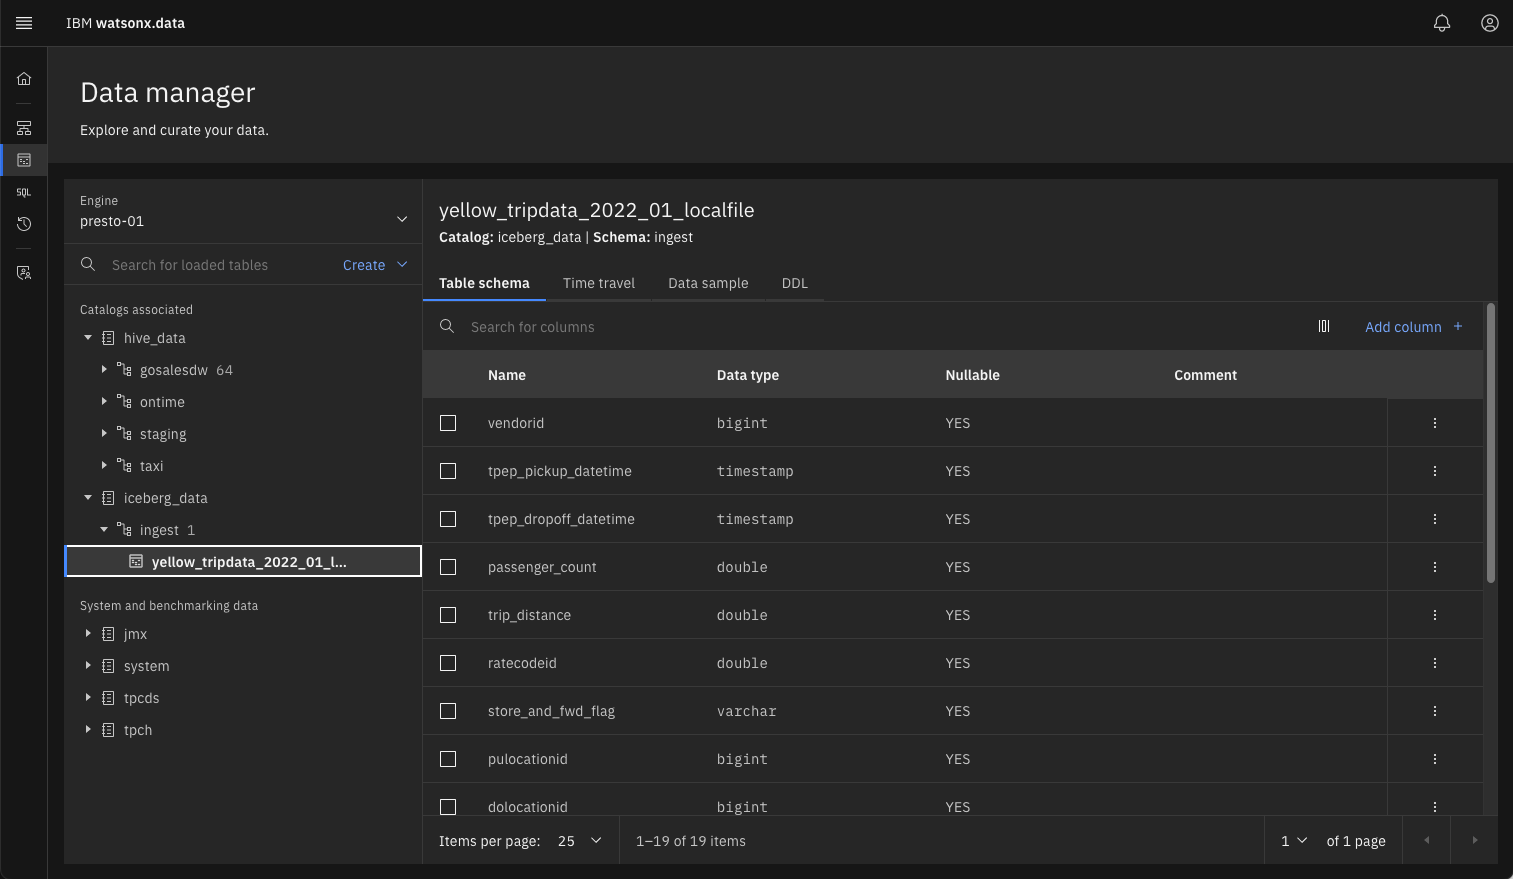 IBM watsonx.data
Data manager
Explore and curate your data.
SQL
Engine
presto-01
Search for loaded tables
Create
Catalogs associated
hive_data
gosalesdw 64
ontime
staging
taxi
iceberg_data
ingest 1
yellow_tripdata_2022_01_l...
System and benchmarking data
jmx
system
tpcds
tpch
yellow_tripdata_2022_01_localfile
Catalog: iceberg_data | Schema: ingest
Table schema Time travel Data sample DDL
Search for columns
Add column +
Name Data type Nullable Comment
vendorid bigint YES
tpep_pickup_datetime timestamp YES
tpep_dropoff_datetime timestamp YES
passenger_count double YES
trip_distance double YES
ratecodeid double YES
store_and_fwd_flag varchar YES
pulocationid bigint YES
dolocationid bigint YES
Items per page: 25 1–19 of 19 items 1 of 1 page